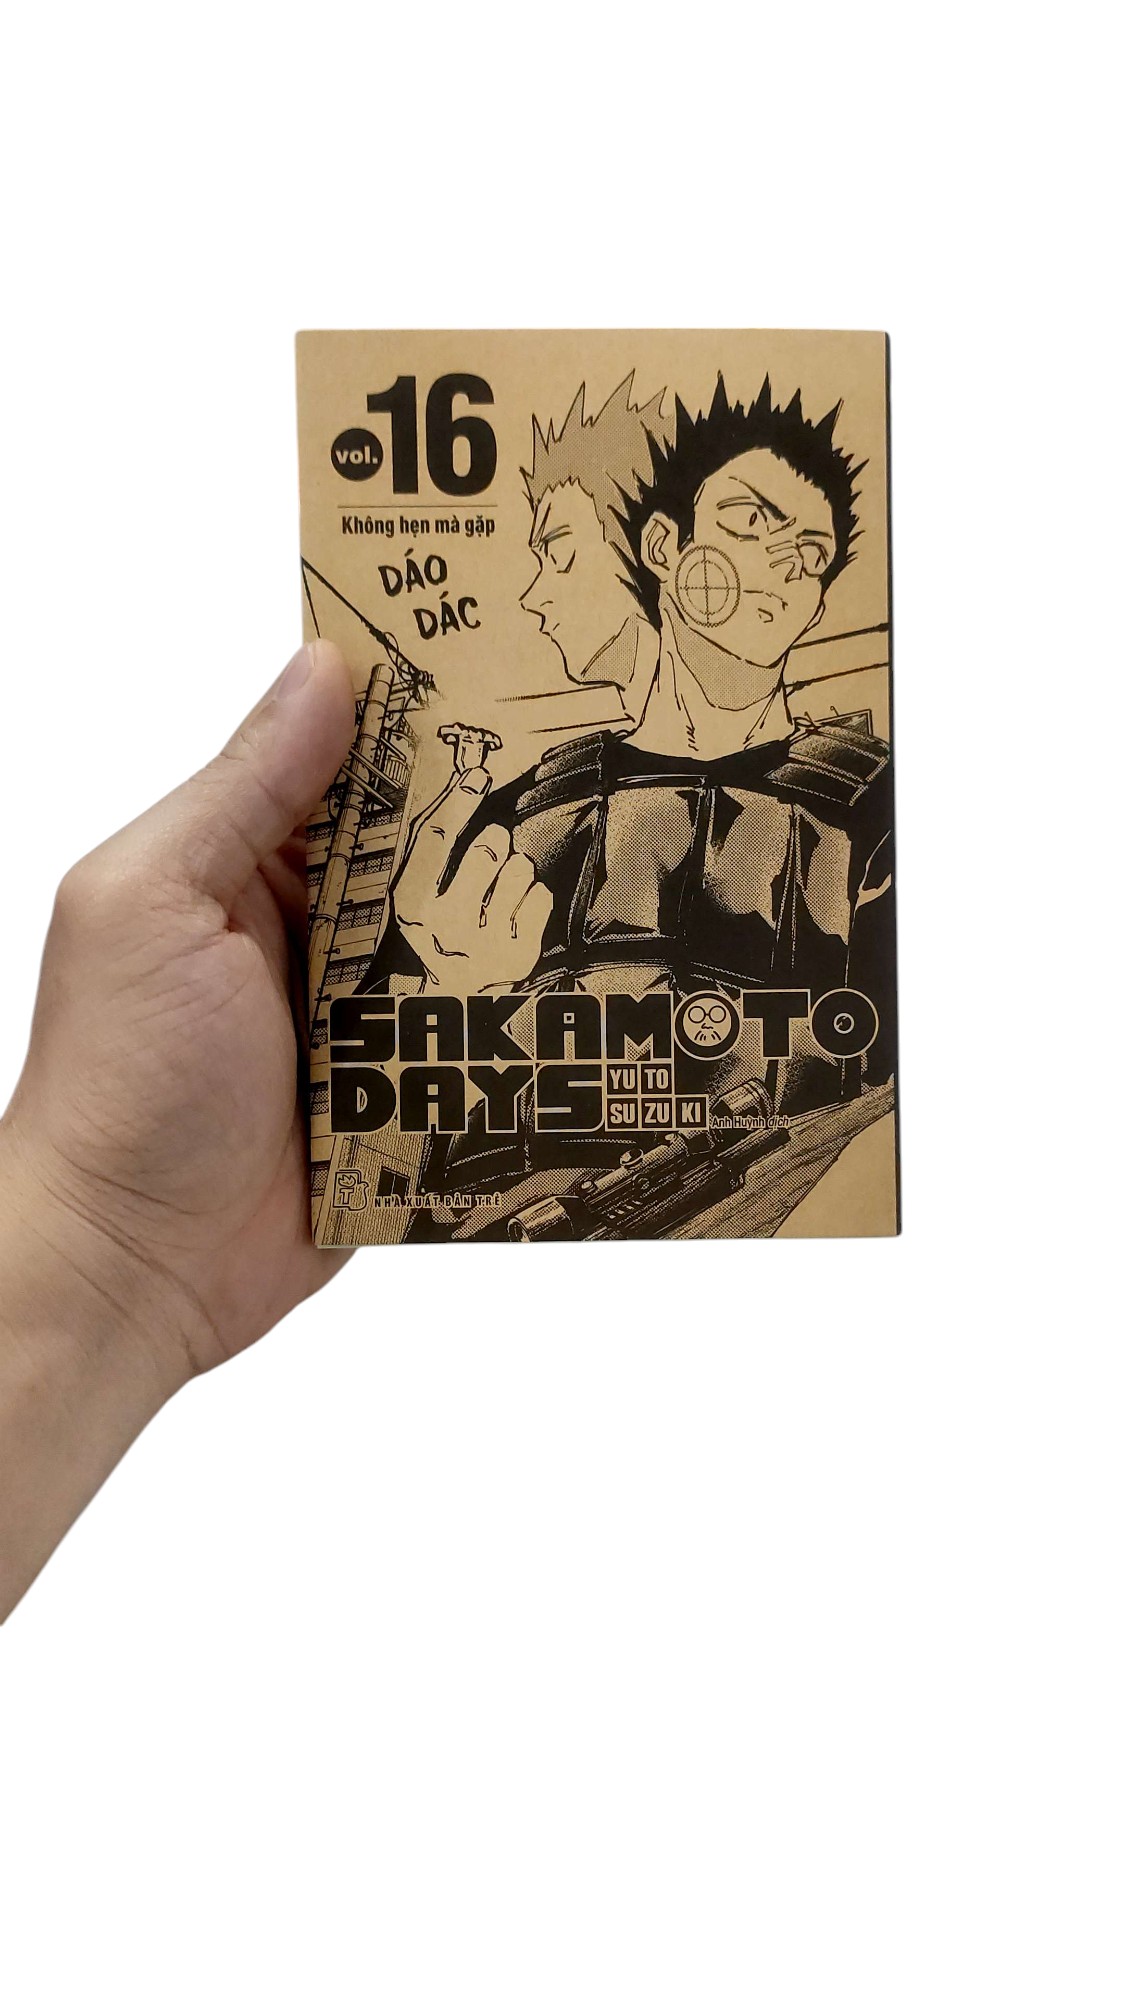 vol. 16
Không hẹn mà gặp
DÁO
DÁC
SAKAMOTO
DAYS
YU TO
SU ZU KI
Anh Huỳnh dịch
NHÀ XUẤT BẢN TRẺ